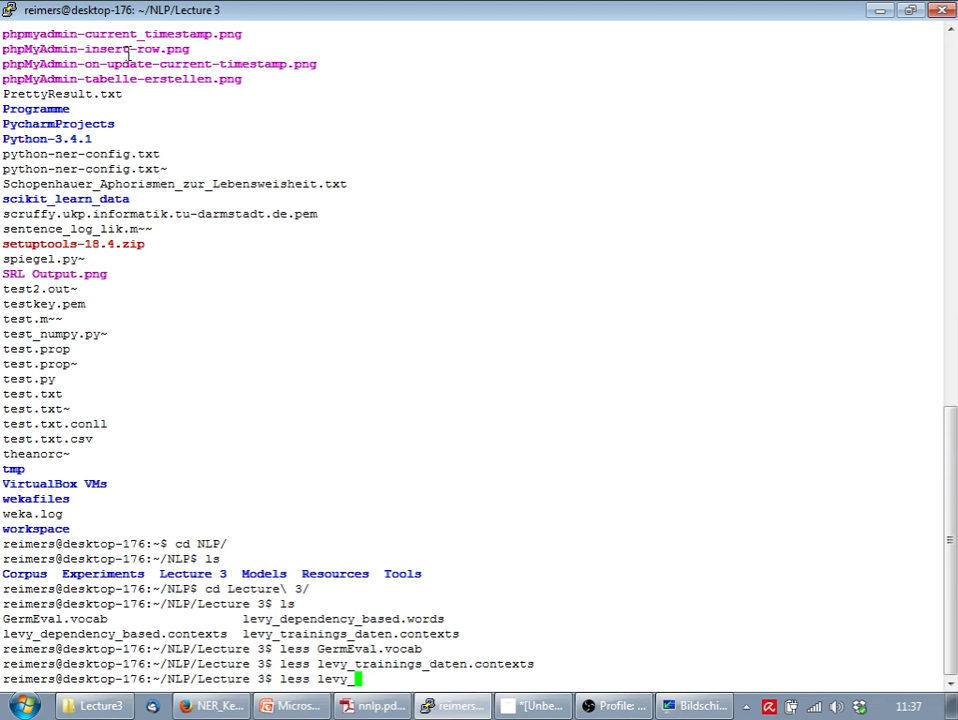 reimers@desktop-176: ~/NLP/Lecture 3
phpmyadmin-current_timestamp.png
phpMyAdmin-insert-row.png
phpMyAdmin-on-update-current-timestamp.png
phpMyAdmin-tabelle-erstellen.png
PrettyResult.txt
Programme
PycharmProjects
Python-3.4.1
python-ner-config.txt
python-ner-config.txt~
Schopenhauer_Aphorismen_zur_Lebensweisheit.txt
scikit_learn_data
scruffy.ukp.informatik.tu-darmstadt.de.pem
sentence_log_lik.m~~
setuptools-18.4.zip
spiegel.py~
SRL Output.png
test2.out~
testkey.pem
test.m~~
test_numpy.py~
test.prop
test.prop~
test.py
test.txt
test.txt~
test.txt.conll
test.txt.csv
theanorc~
tmp
VirtualBox VMs
wekafiles
weka.log
workspace
reimers@desktop-176:~$ cd NLP/
reimers@desktop-176:~/NLP$ ls
Corpus Experiments Lecture 3 Models Resources Tools
reimers@desktop-176:~/NLP$ cd Lecture\ 3/
reimers@desktop-176:~/NLP/Lecture 3$ ls
GermEval.vocab levy_dependency_based.words
levy_dependency_based.contexts levy_trainings_daten.contexts
reimers@desktop-176:~/NLP/Lecture 3$ less GermEval.vocab
reimers@desktop-176:~/NLP/Lecture 3$ less levy_trainings_daten.contexts
reimers@desktop-176:~/NLP/Lecture 3$ less levy_
Lecture3 NER_Ke... Micros... nnlp.pd... reimers... *[Unbe... Profile: ... Bildschi... 11:37